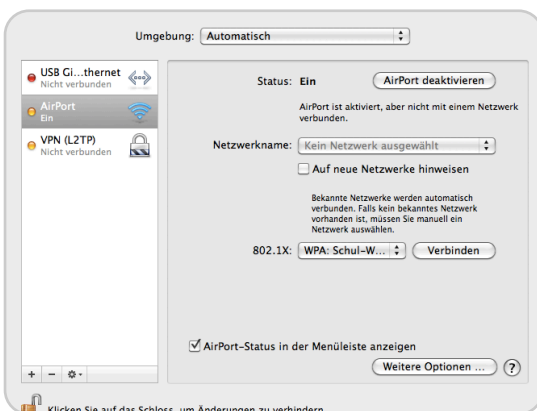 Umgebung: Automatisch
USB Gi...thernet
Nicht verbunden
AirPort
Ein
VPN (L2TP)
Nicht verbunden
Status: Ein
AirPort deaktivieren
AirPort ist aktiviert, aber nicht mit einem Netzwerk
verbunden.
Netzwerkname: Kein Netzwerk ausgewählt
Auf neue Netzwerke hinweisen
Bekannte Netzwerke werden automatisch
verbunden. Falls kein bekanntes Netzwerk
vorhanden ist, müssen Sie manuell ein
Netzwerk auswählen.
802.1X: WPA: Schul-W... Verbinden
AirPort-Status in der Menüleiste anzeigen
Weitere Optionen ... ?
Klicken Sie auf das Schloss, um Änderungen zu verhindern.